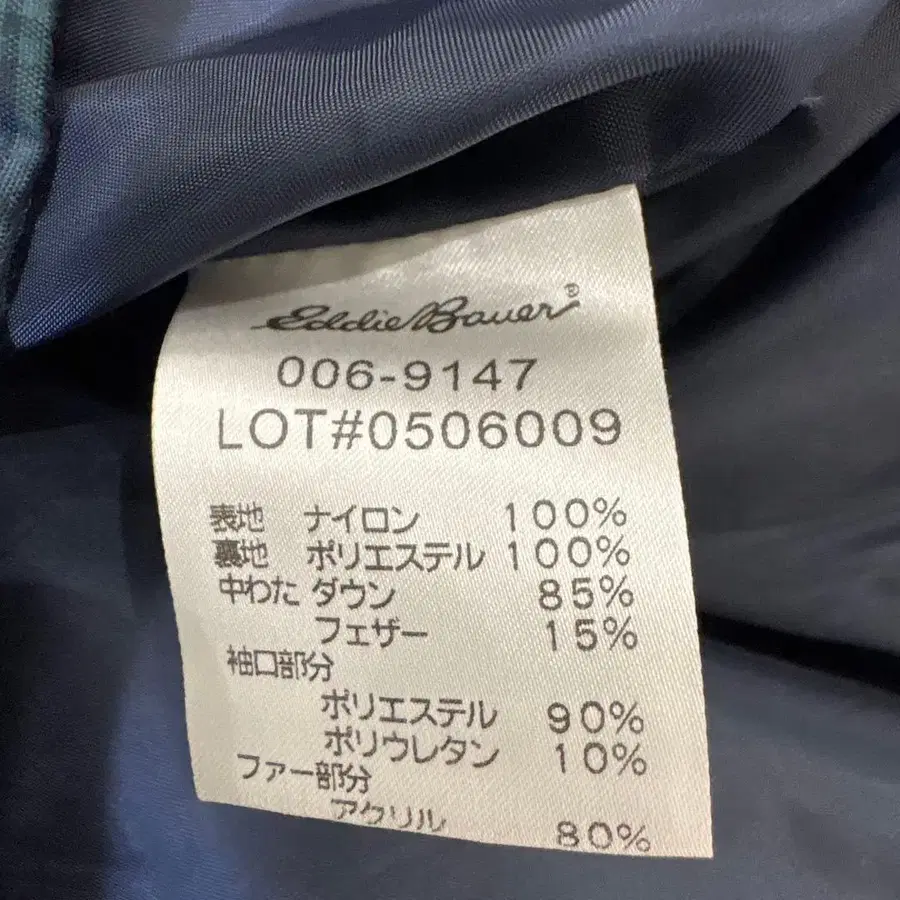 Eddie Bauer®
006-9147
LOT#0506009
表地 ナイロン 100%
裏地 ポリエステル 100%
中わた ダウン 85%
フェザー 15%
袖口部分
ポリエステル 90%
ポリウレタン 10%
ファー部分
アクリル 80%